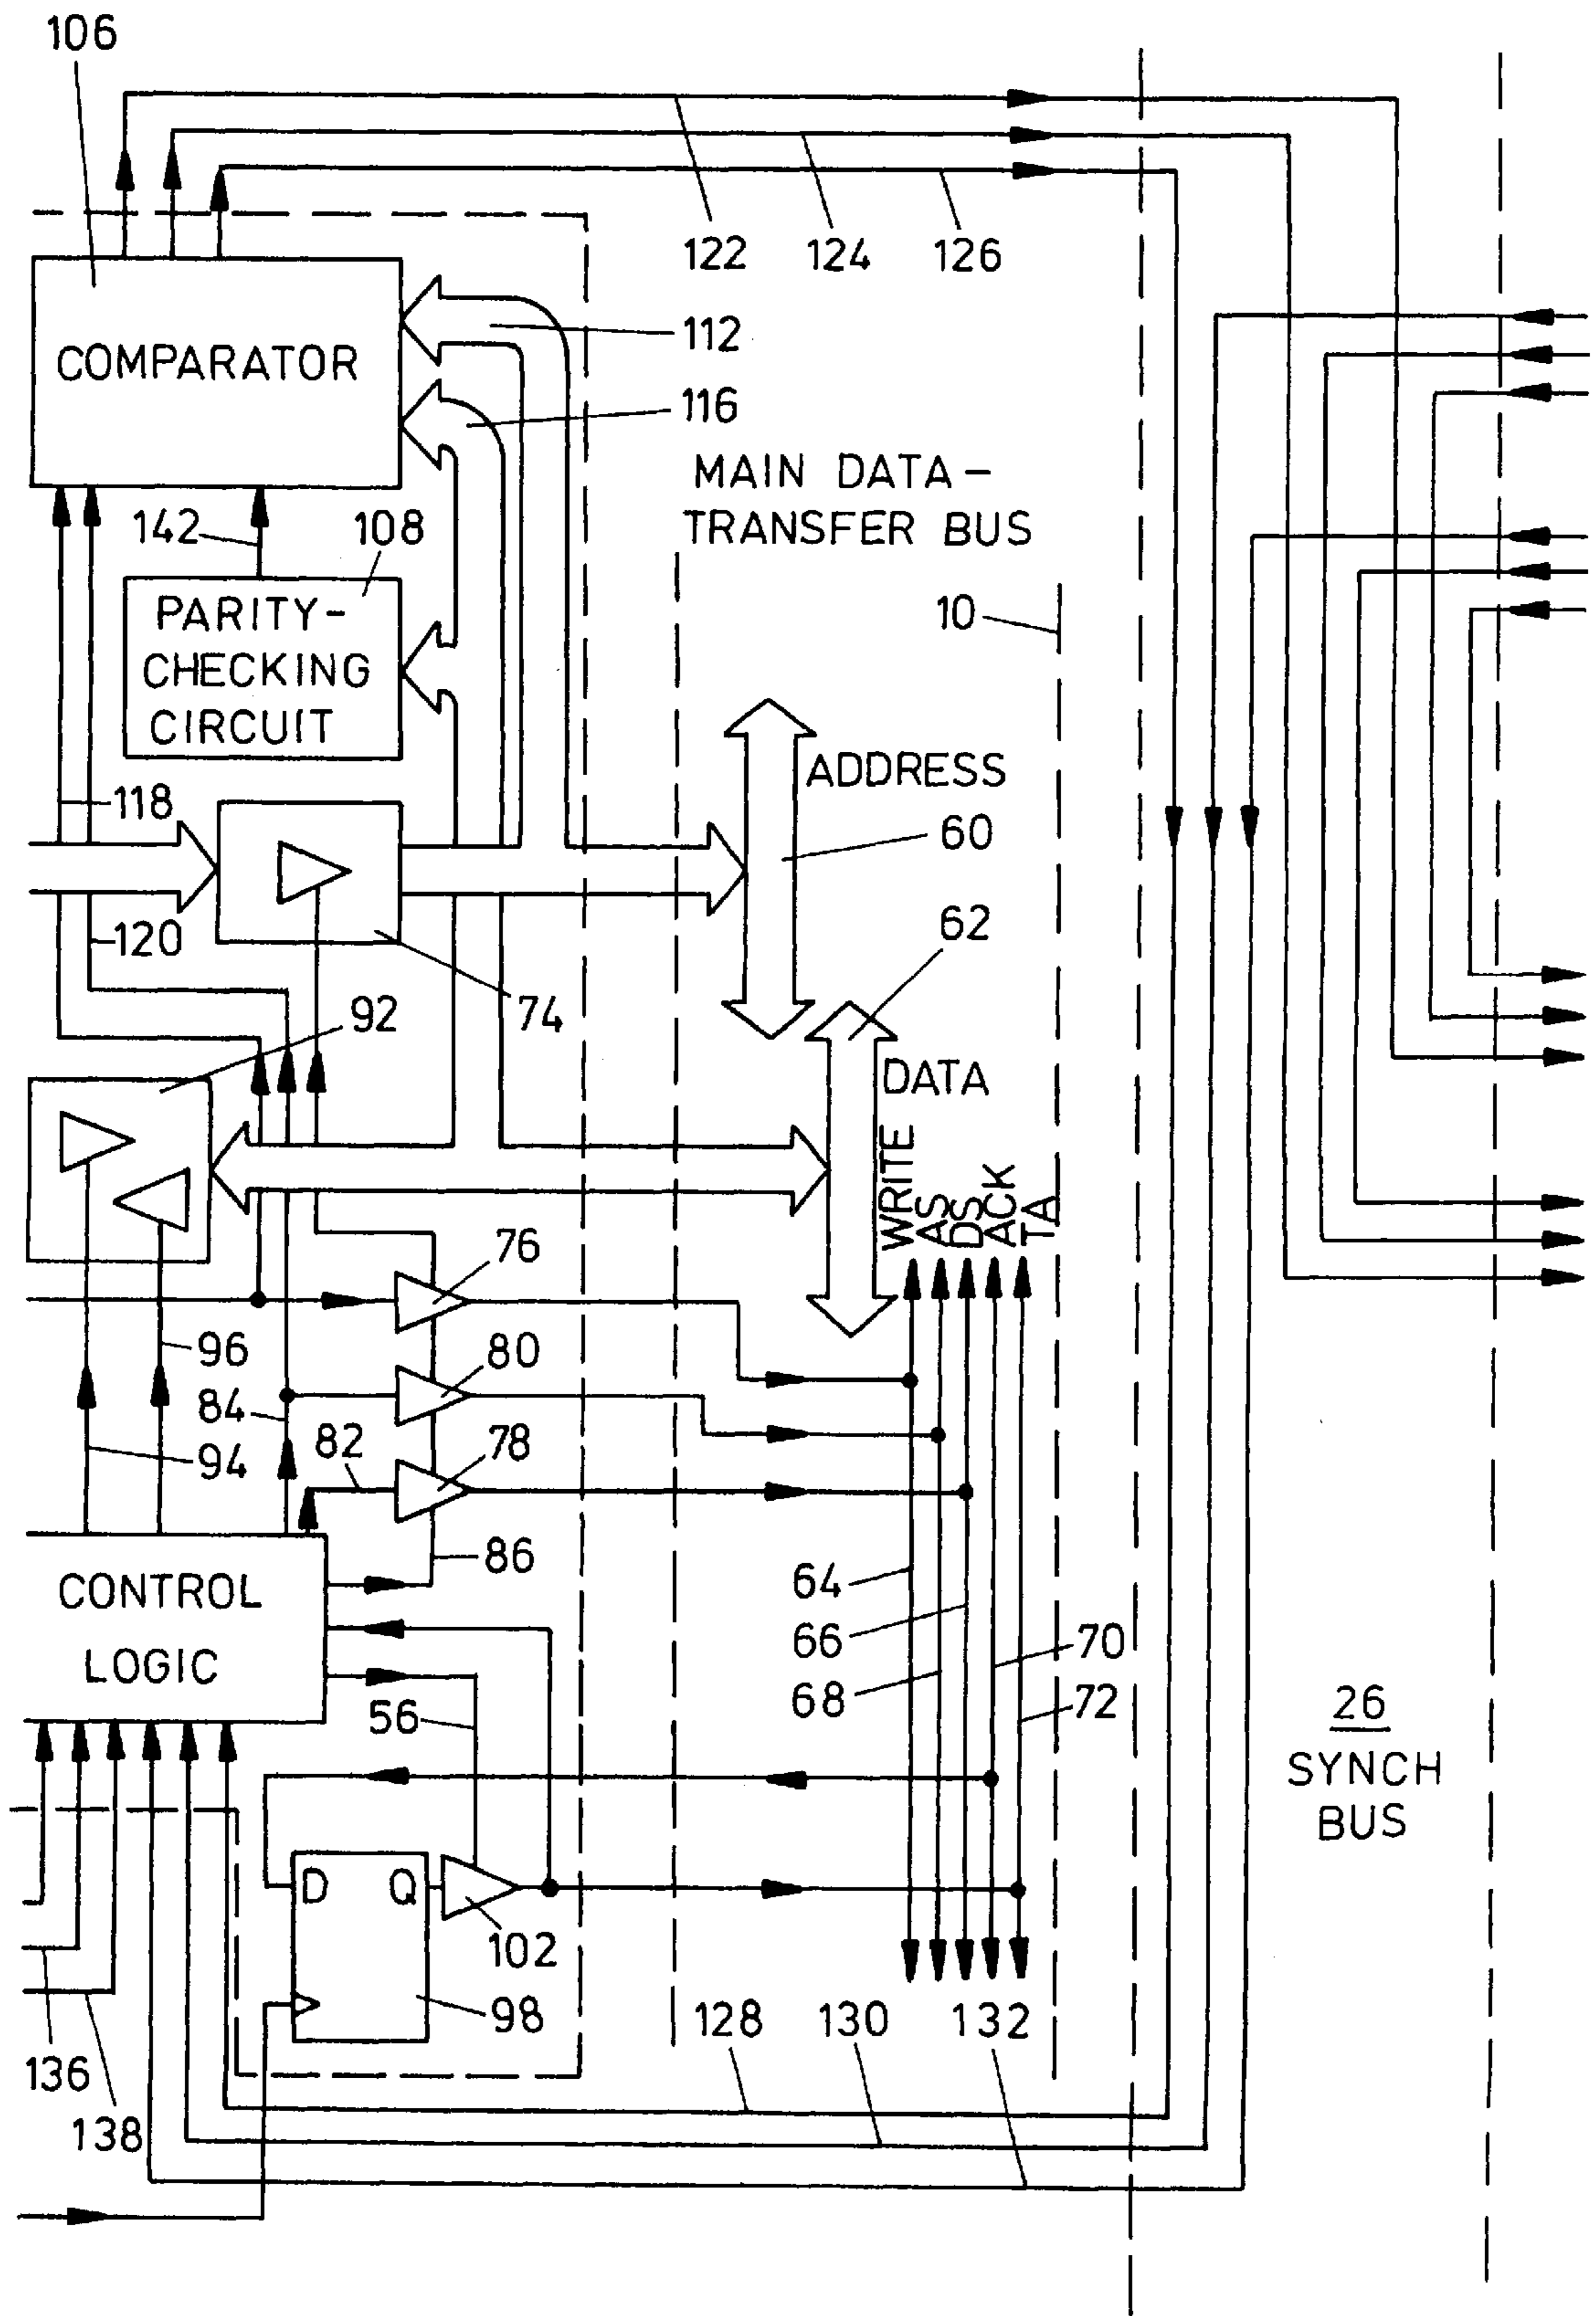 106
122
124
126
COMPARATOR
112
116
MAIN DATA-
TRANSFER BUS
142
108
PARITY-
CHECKING
CIRCUIT
10
118
ADDRESS
60
120
62
74
92
DATA
WRITE
AS
DS
ACK
TA
76
96
80
84
82
78
94
86
CONTROL
LOGIC
64
66
70
68
72
56
26
SYNCH
BUS
D
Q
102
98
128
130
132
136
138